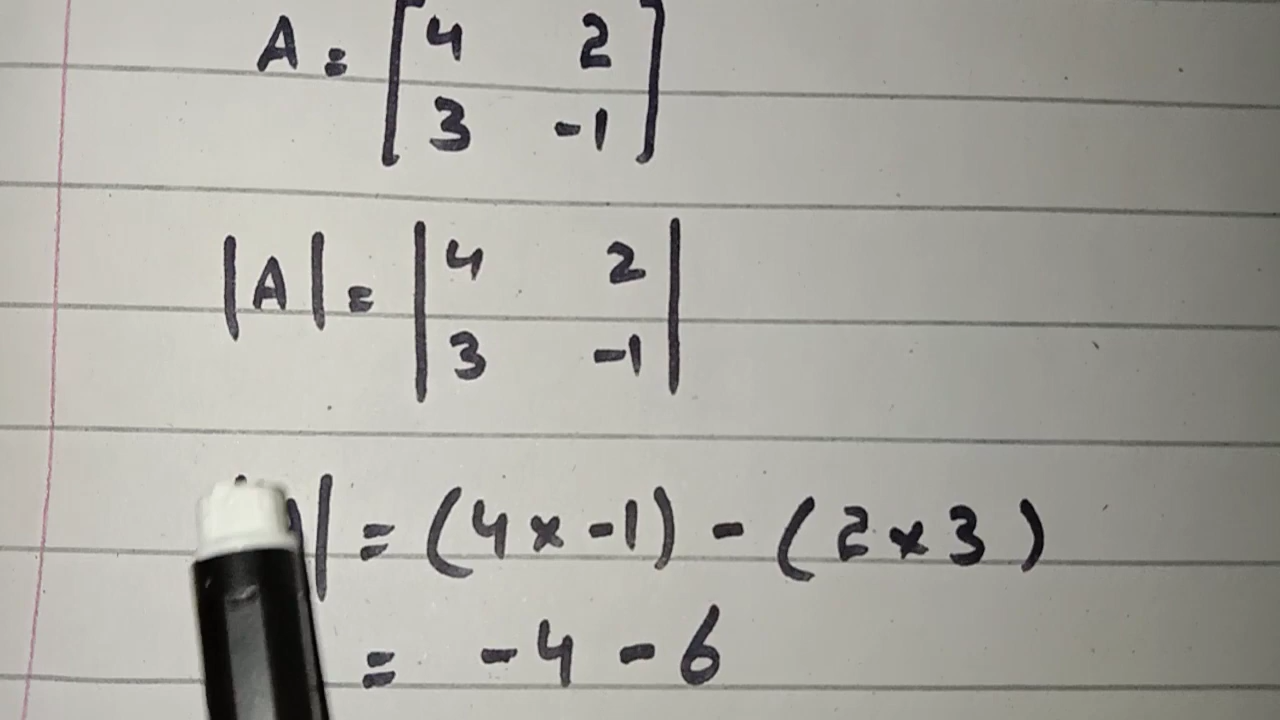 A = [4 2
3 -1]
|A| = |4 2
3 -1|
| = (4 x -1) - (2 x 3)
= -4 - 6